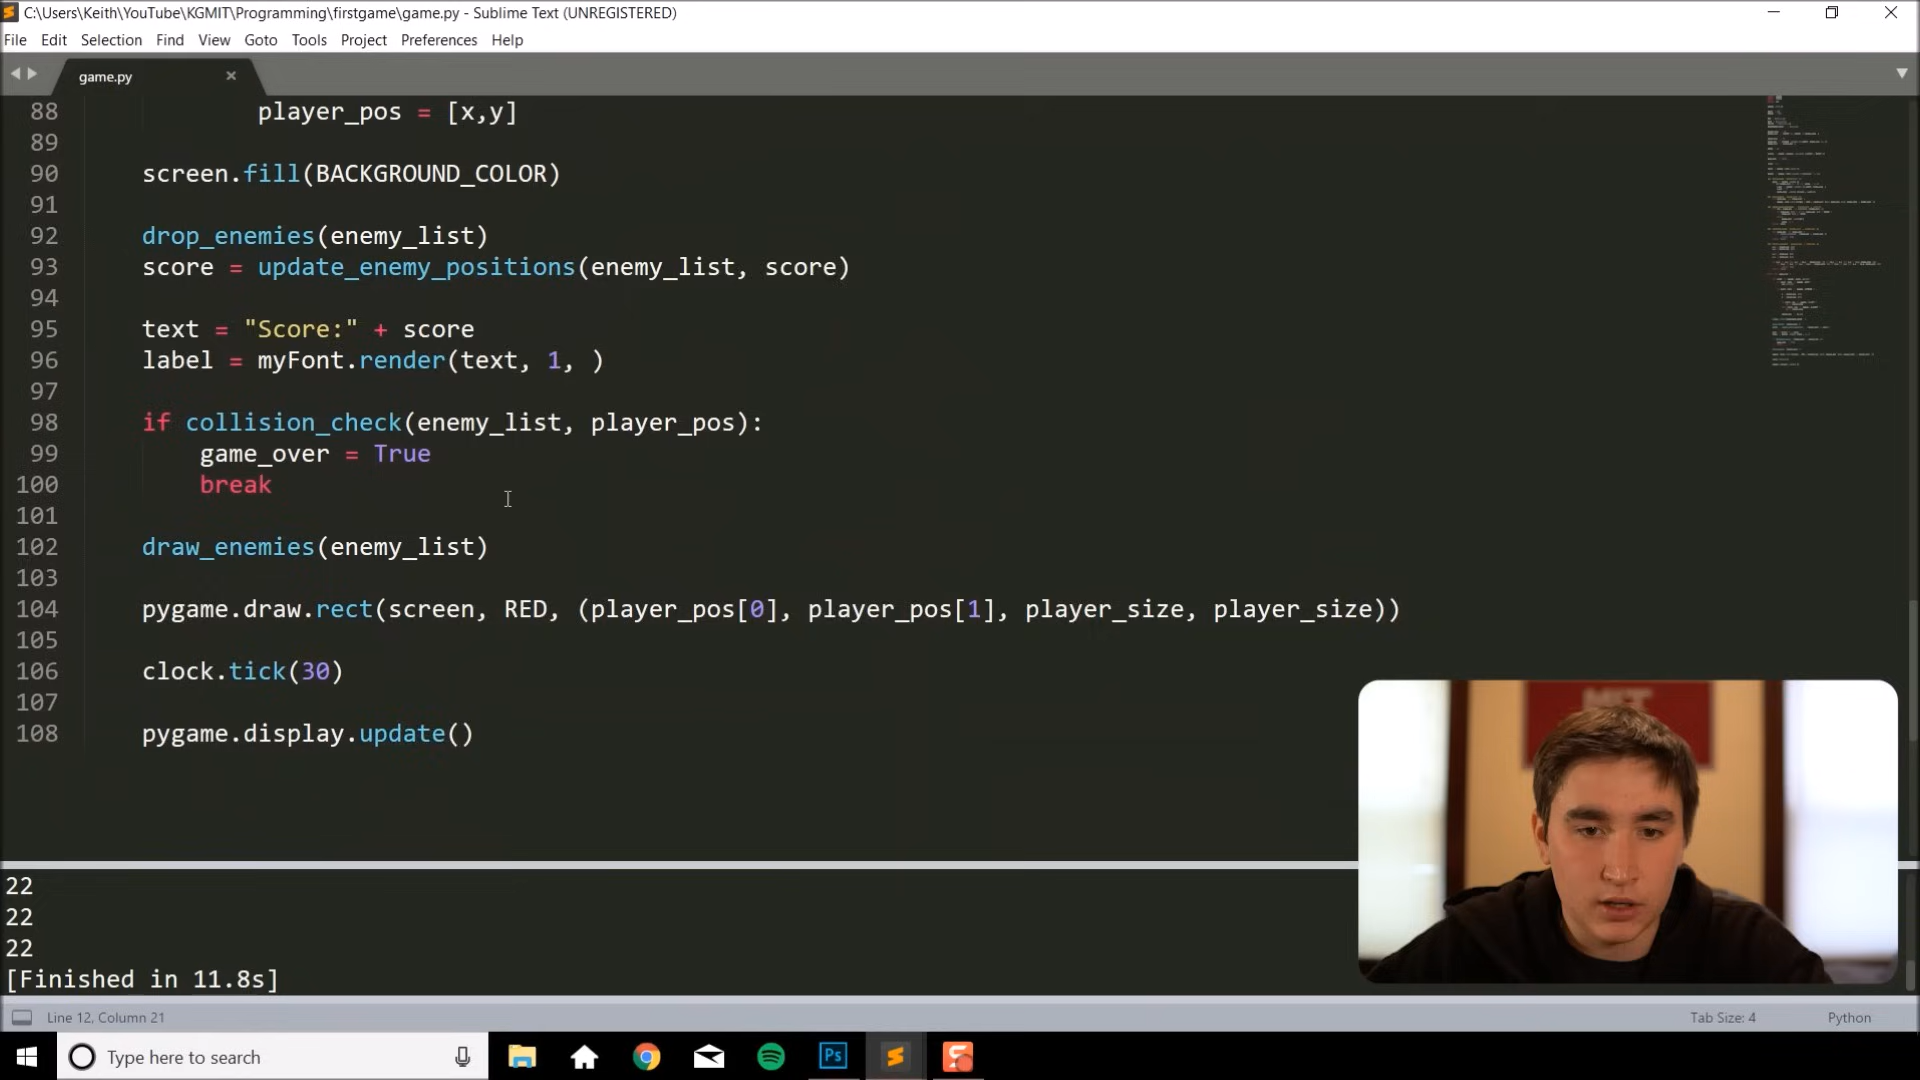 C:\Users\Keith\YouTube\KGMIT\Programming\firstgame\game.py - Sublime Text (UNREGISTERED)
File Edit Selection Find View Goto Tools Project Preferences Help
game.py
88 player_pos = [x,y]
89
90 screen.fill(BACKGROUND_COLOR)
91
92 drop_enemies(enemy_list)
93 score = update_enemy_positions(enemy_list, score)
94
95 text = "Score:" + score
96 label = myFont.render(text, 1, )
97
98 if collision_check(enemy_list, player_pos):
99 game_over = True
100 break
101
102 draw_enemies(enemy_list)
103
104 pygame.draw.rect(screen, RED, (player_pos[0], player_pos[1], player_size, player_size))
105
106 clock.tick(30)
107
108 pygame.display.update()
22
22
22
[Finished in 11.8s]
Line 12, Column 21 Tab Size: 4 Python
Type here to search
Ps